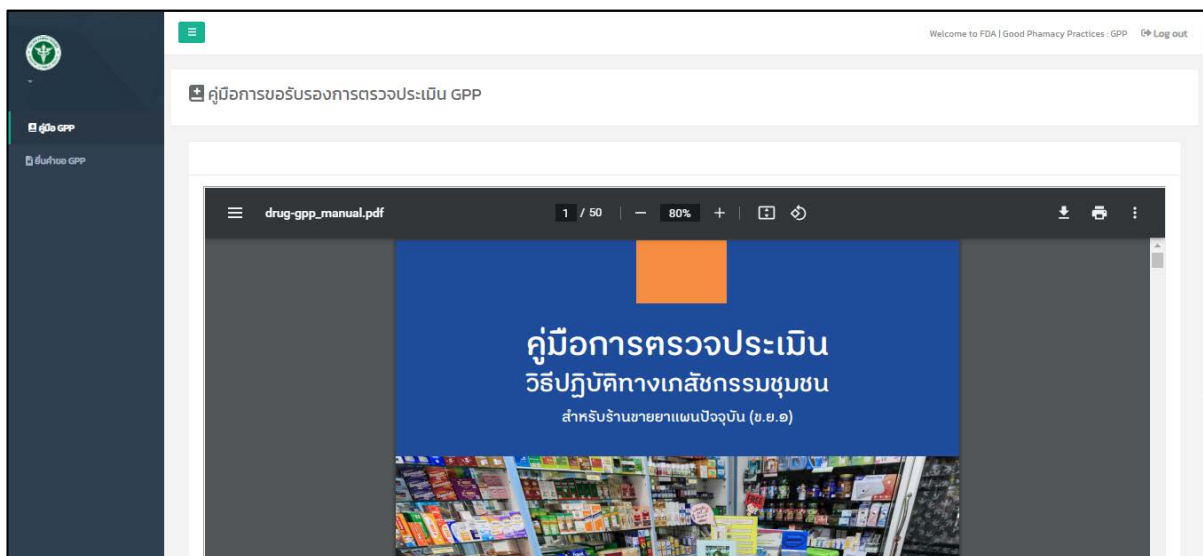 Welcome to FDA | Good Phamacy Practices : GPP Log out
คู่มือการขอรับรองการตรวจประเมิน GPP
คู่มือ GPP
ยื่นคำขอ GPP
drug-gpp_manual.pdf 1 / 50 80%
คู่มือการตรวจประเมิน
วิธีปฏิบัติทางเภสัชกรรมชุมชน
สำหรับร้านขายยาแผนปัจจุบัน (ข.ย.๑)